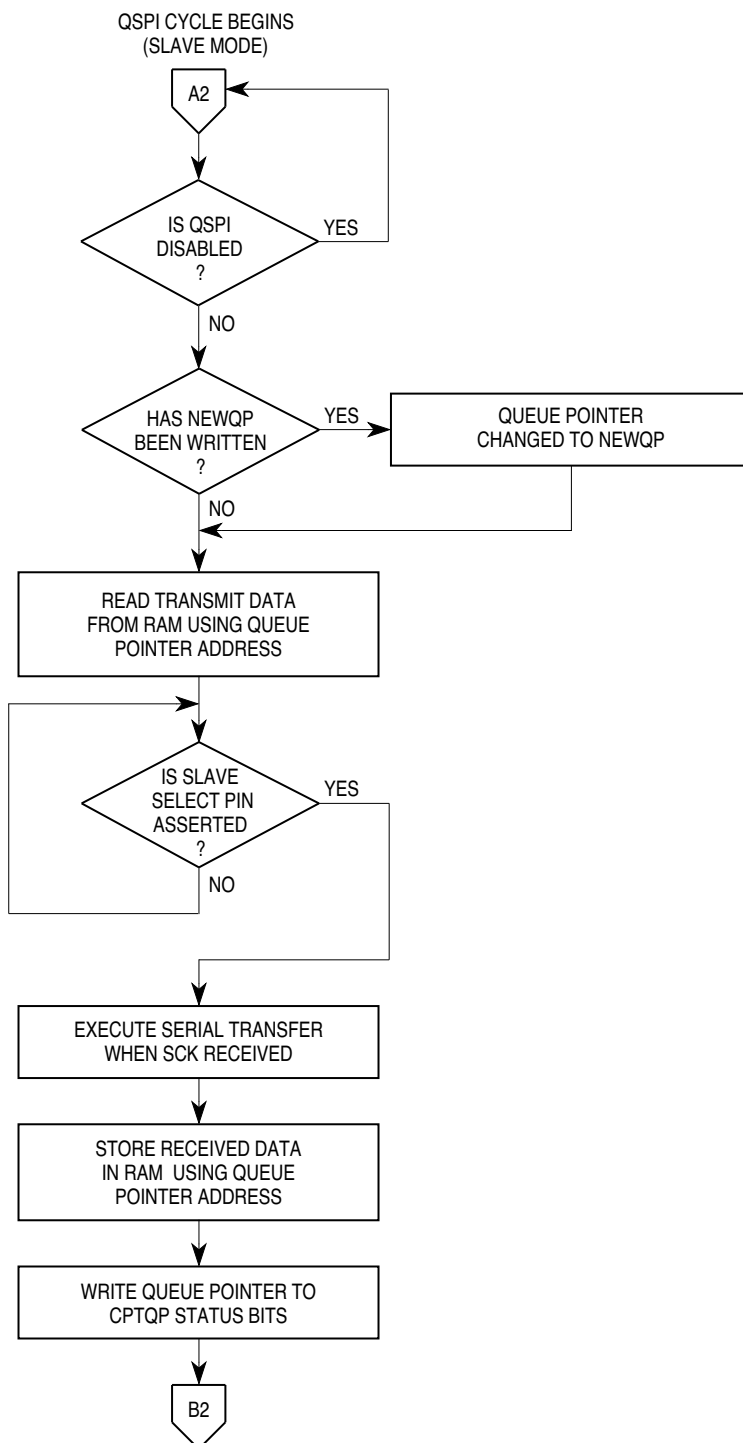 QSPI CYCLE BEGINS
(SLAVE MODE)
A2
IS QSPI
DISABLED
?
YES
NO
HAS NEWQP
BEEN WRITTEN
?
YES
QUEUE POINTER
CHANGED TO NEWQP
NO
READ TRANSMIT DATA
FROM RAM USING QUEUE
POINTER ADDRESS
IS SLAVE
SELECT PIN
ASSERTED
?
YES
NO
EXECUTE SERIAL TRANSFER
WHEN SCK RECEIVED
STORE RECEIVED DATA
IN RAM  USING QUEUE
POINTER ADDRESS
WRITE QUEUE POINTER TO
CPTQP STATUS BITS
B2